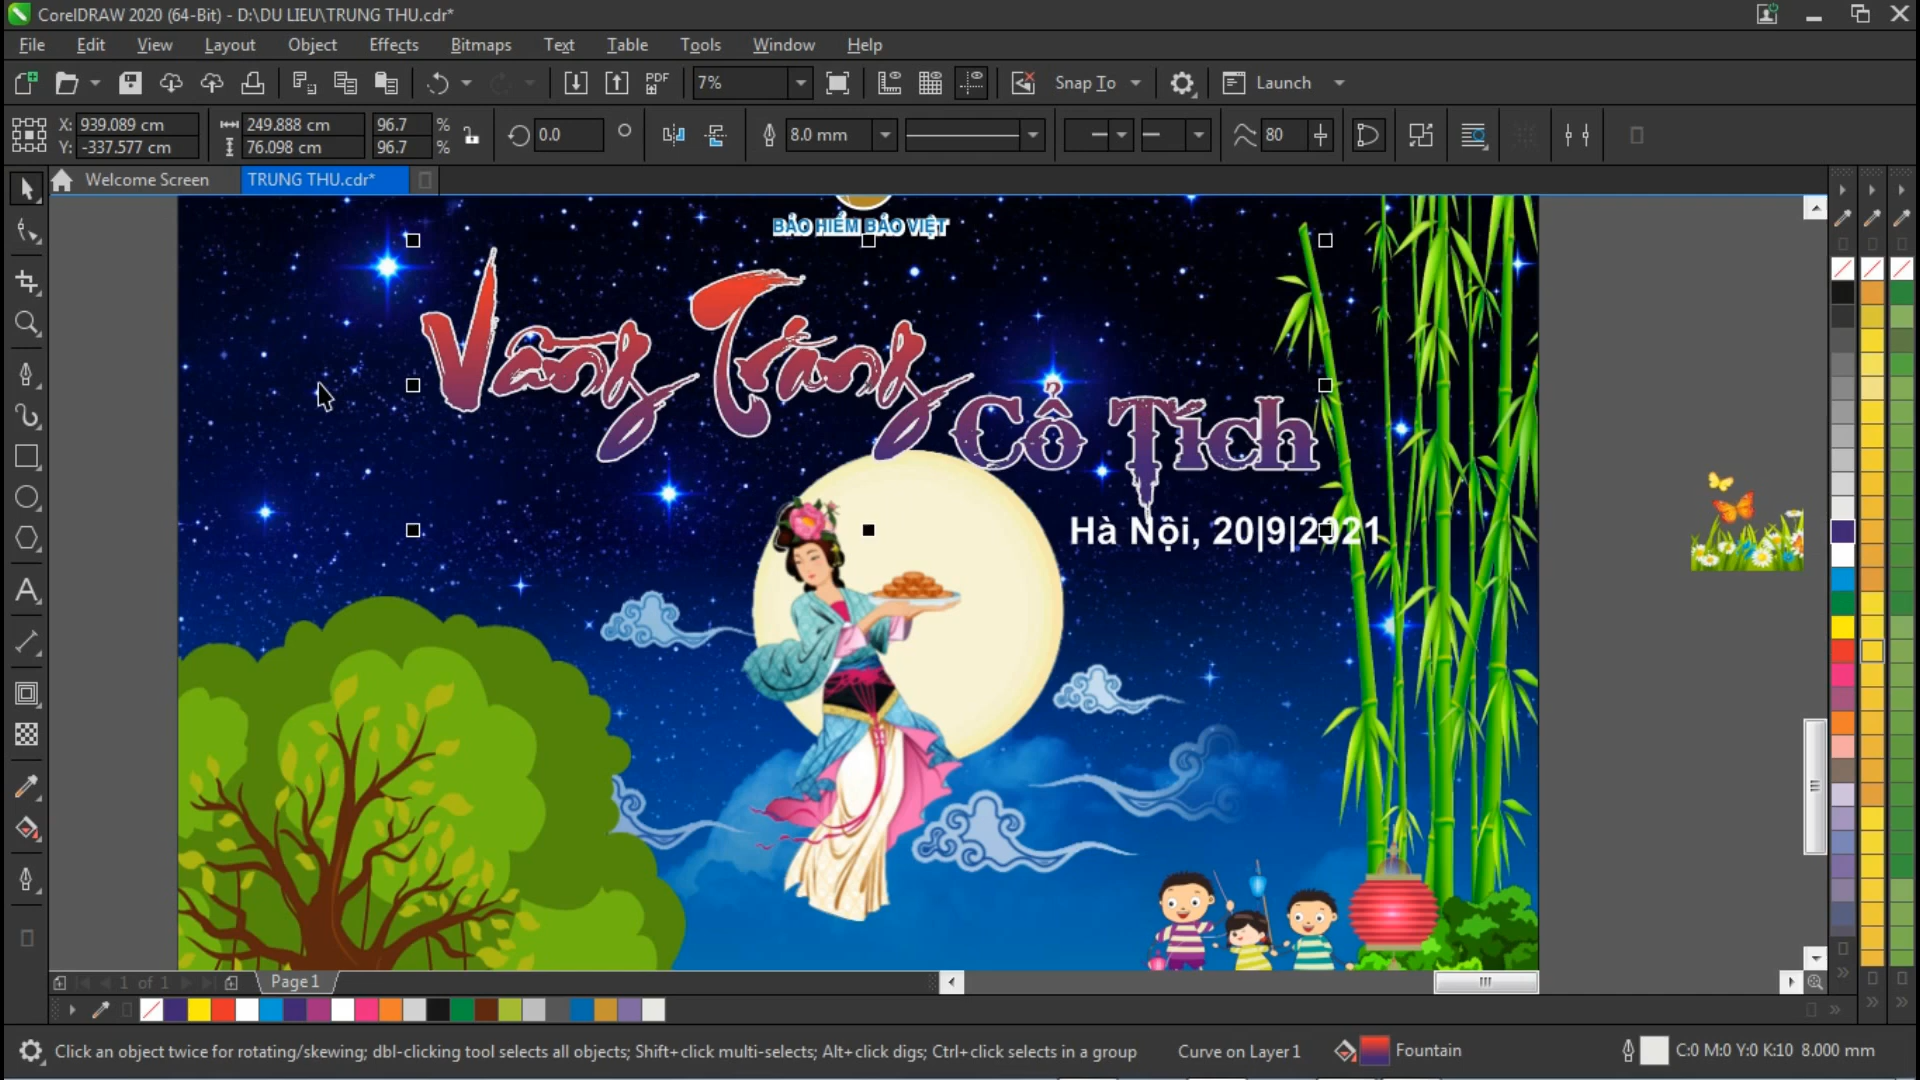 CorelDRAW 2020 (64-Bit) - D:\DU LIEU\TRUNG THU.cdr*
File Edit View Layout Object Effects Bitmaps Text Table Tools Window Help
PDF 7% Snap To Launch
X: 939.089 cm 249.888 cm 96.7 % 0.0 ° 8.0 mm 80
Y: -337.577 cm 76.098 cm 96.7 %
Welcome Screen TRUNG THU.cdr*
BẢO HIỂM BẢO VIỆT
Vầng Trăng
Cổ Tích
Hà Nội, 20|9|2021
1 of 1 Page 1
Click an object twice for rotating/skewing; dbl-clicking tool selects all objects; Shift+click multi-selects; Alt+click digs; Ctrl+click selects in a group Curve on Layer 1 Fountain C:0 M:0 Y:0 K:10 8.000 mm